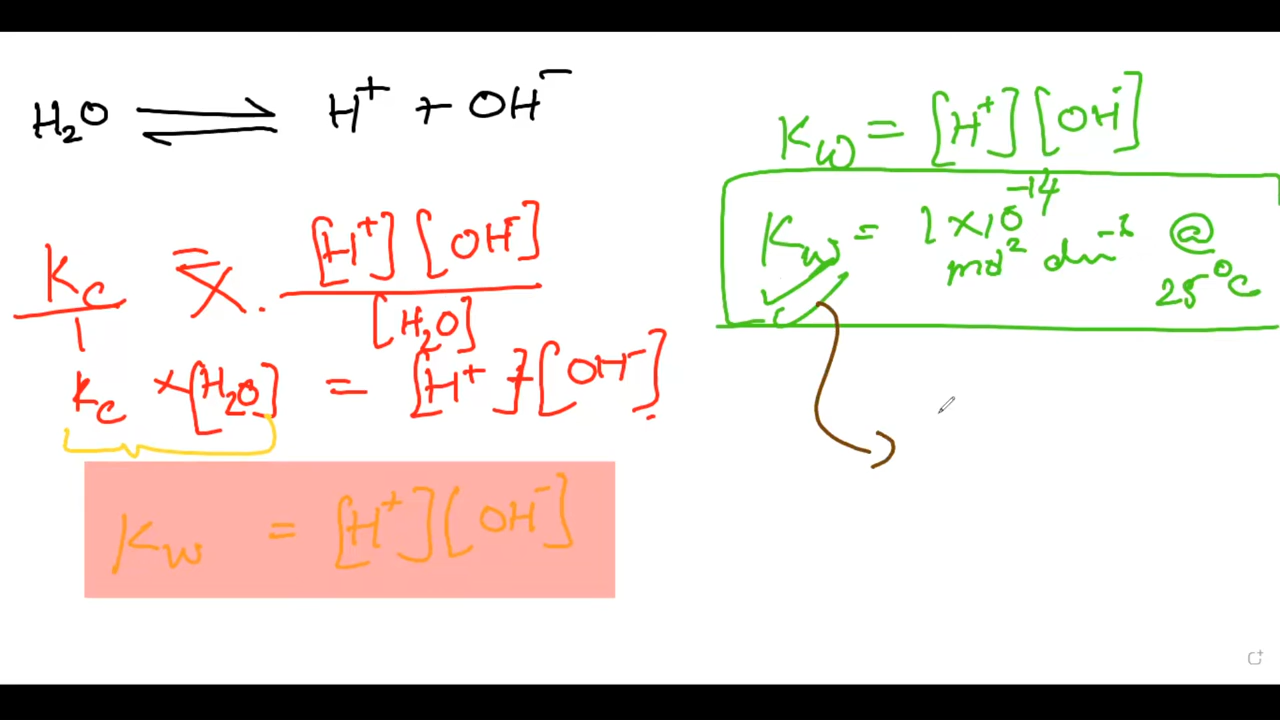 H₂O ⇌ H⁺ + OH⁻
Kc/1 = [H⁺][OH⁻]/[H₂O]
Kc × [H₂O] = [H⁺][OH⁻]
Kw = [H⁺][OH⁻]
Kw = [H⁺][OH⁻]
Kw = 1 × 10⁻¹⁴ @
mol² dm⁻⁶ 25°C